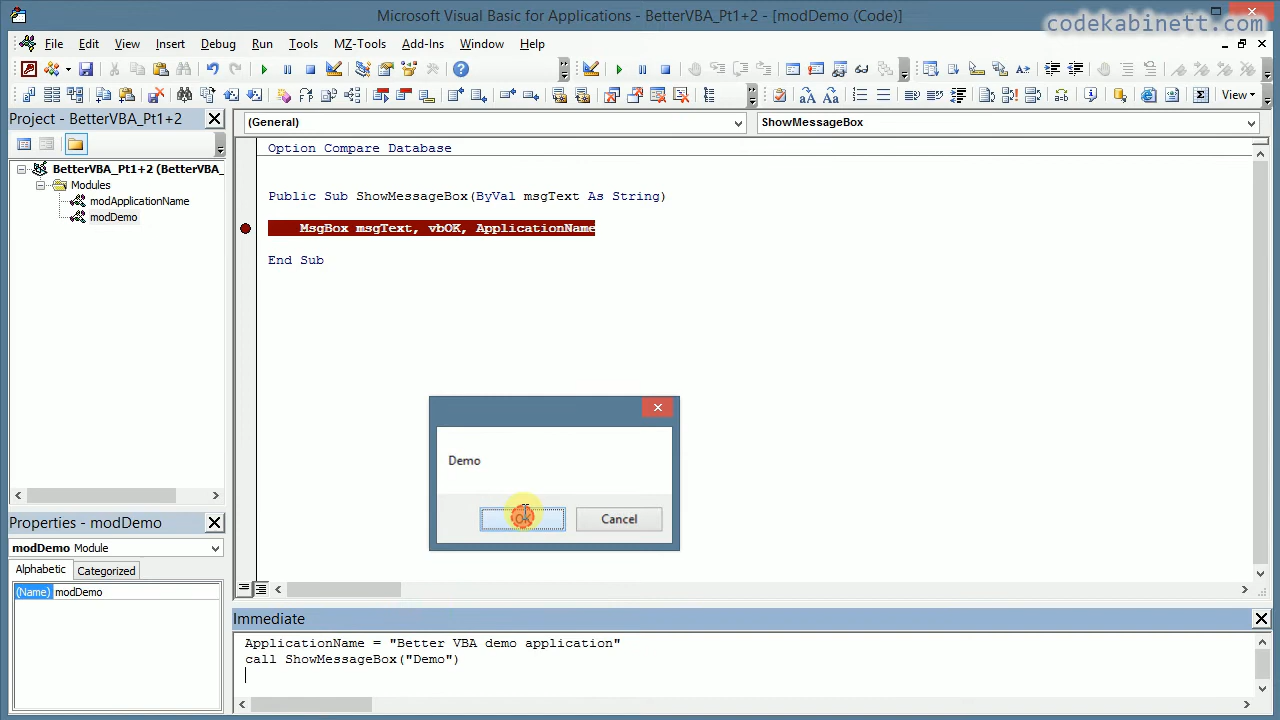 Microsoft Visual Basic for Applications - BetterVBA_Pt1+2 - [modDemo (Code)]
codekabinett.com
File Edit View Insert Format Debug Run Tools MZ-Tools Add-Ins Window Help
View
Project - BetterVBA_Pt1+2
(General)
ShowMessageBox
BetterVBA_Pt1+2 (BetterVBA_
Modules
modApplicationName
modDemo
Option Compare Database
Public Sub ShowMessageBox(ByVal msgText As String)
MsgBox msgText, vbOK, ApplicationName
End Sub
Demo
OK
Cancel
Properties - modDemo
modDemo Module
Alphabetic
Categorized
(Name) modDemo
Immediate
ApplicationName = "Better VBA demo application"
call ShowMessageBox("Demo")